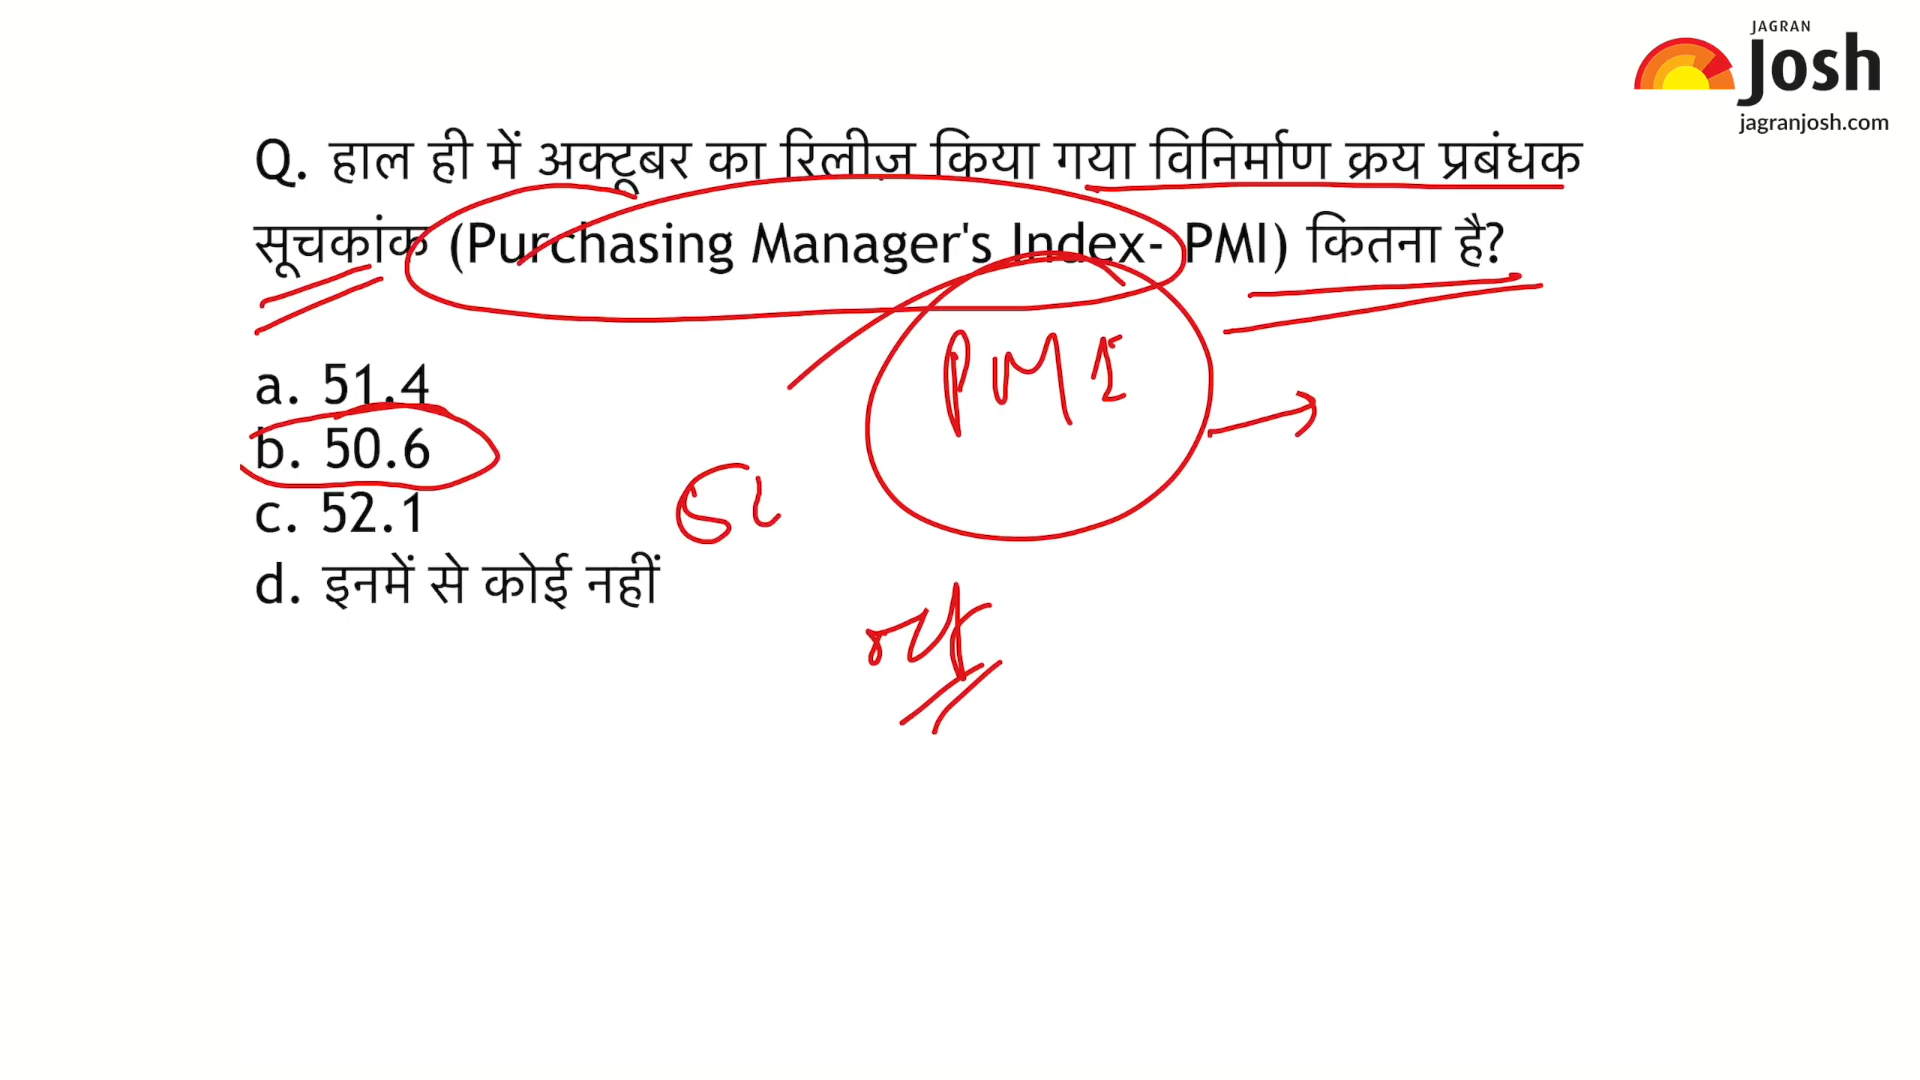 JAGRAN
Josh
jagranjosh.com
Q. हाल ही में अक्टूबर का रिलीज़ किया गया विनिर्माण क्रय प्रबंधक
सूचकांक (Purchasing Manager's Index- PMI) कितना है?
a. 51.4
b. 50.6
c. 52.1
d. इनमें से कोई नहीं
PMI